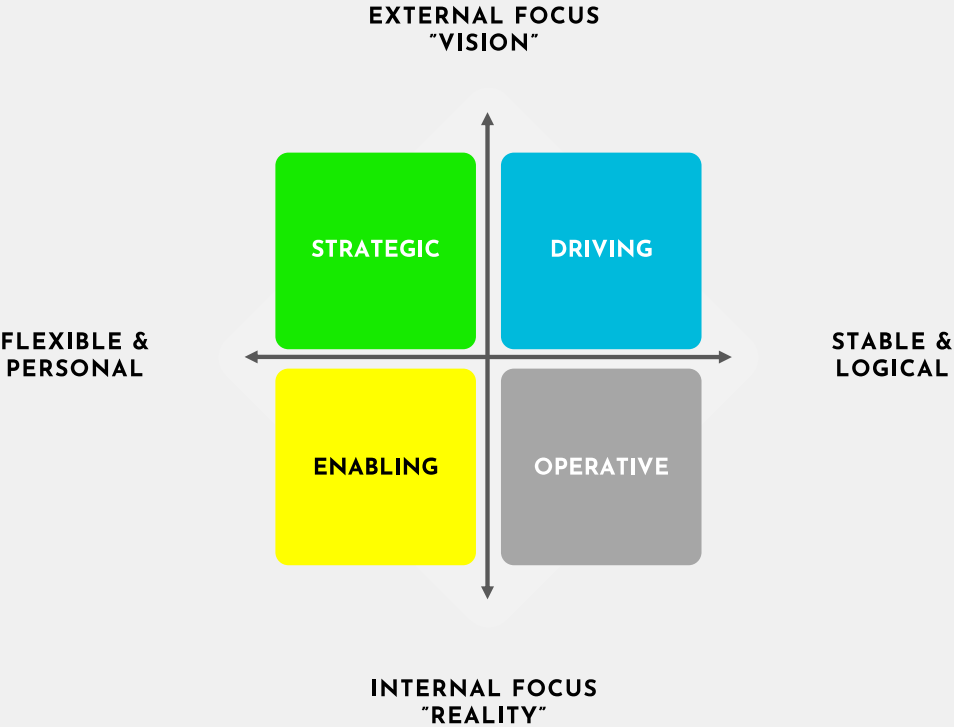 EXTERNAL FOCUS
”VISION”
STRATEGIC
DRIVING
FLEXIBLE &
PERSONAL
STABLE &
LOGICAL
ENABLING
OPERATIVE
INTERNAL FOCUS
”REALITY”